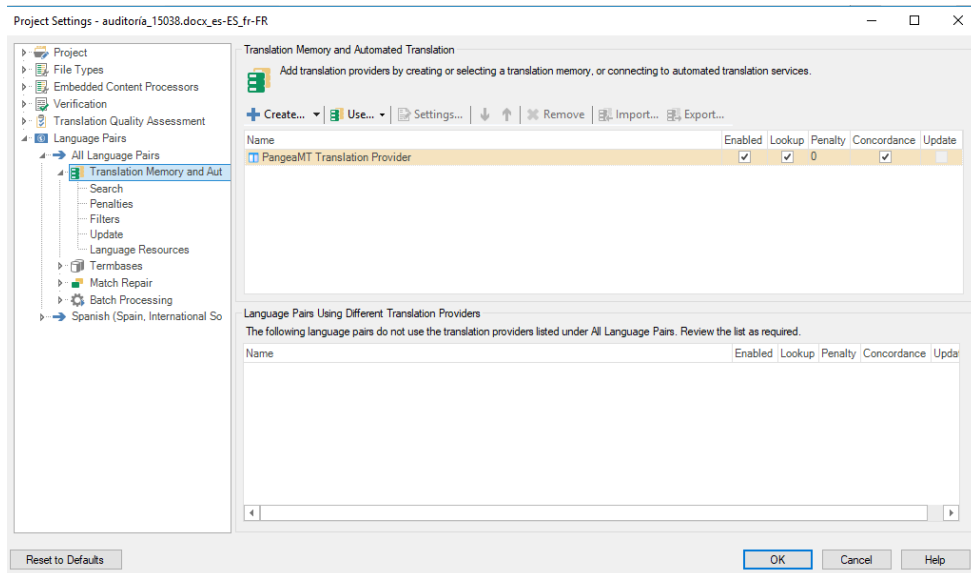 Project Settings - auditoría_15038.docx_es-ES_fr-FR
Project
File Types
Embedded Content Processors
Verification
Translation Quality Assessment
Language Pairs
All Language Pairs
Translation Memory and Aut
Search
Penalties
Filters
Update
Language Resources
Termbases
Match Repair
Batch Processing
Spanish (Spain, International So
Translation Memory and Automated Translation
Add translation providers by creating or selecting a translation memory, or connecting to automated translation services.
Create... Use... Settings... Remove Import... Export...
Name Enabled Lookup Penalty Concordance Update
PangeaMT Translation Provider 0
Language Pairs Using Different Translation Providers
The following language pairs do not use the translation providers listed under All Language Pairs. Review the list as required.
Name Enabled Lookup Penalty Concordance Upda
Reset to Defaults OK Cancel Help